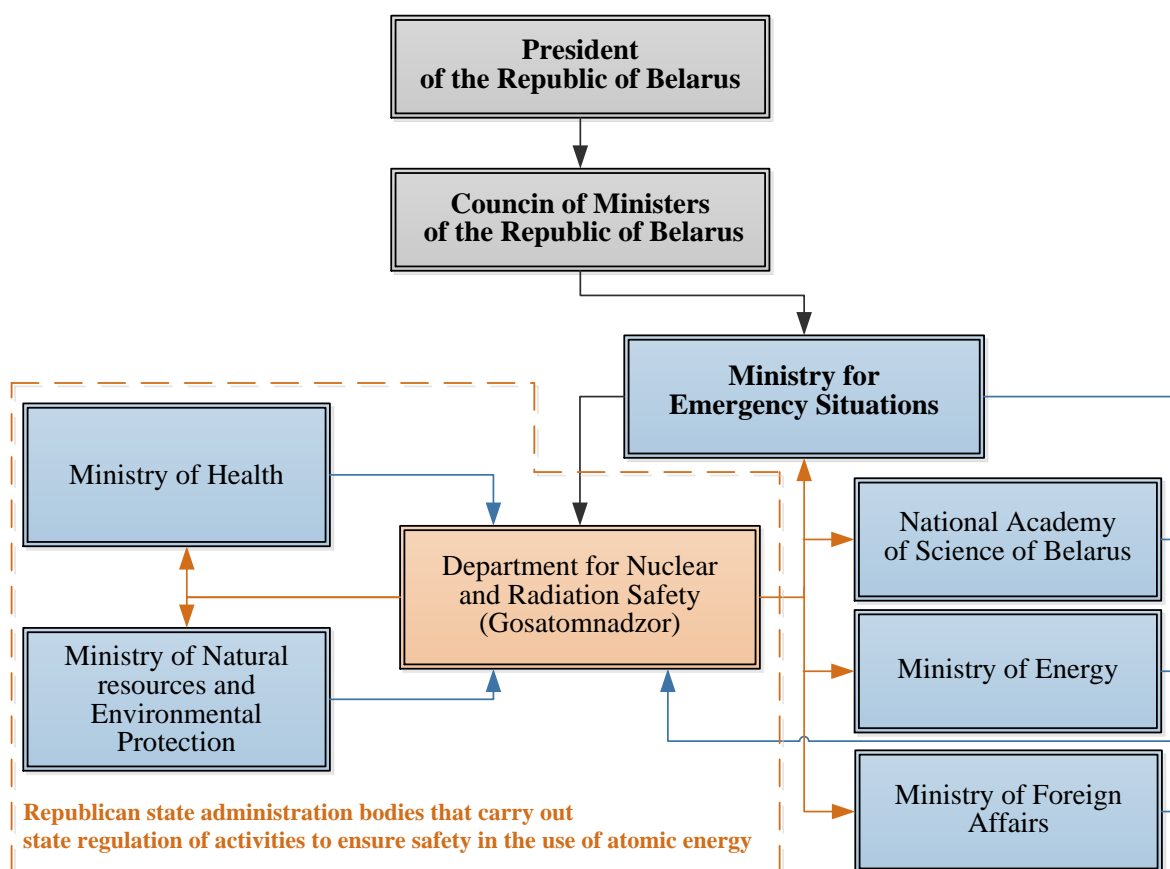 President
of the Republic of Belarus
Councin of Ministers
of the Republic of Belarus
Ministry for
Emergency Situations
Ministry of Health
National Academy
of Science of Belarus
Department for Nuclear
and Radiation Safety
(Gosatomnadzor)
Ministry of Natural
resources and
Environmental
Protection
Ministry of Energy
Ministry of Foreign
Affairs
Republican state administration bodies that carry out
state regulation of activities to ensure safety in the use of atomic energy